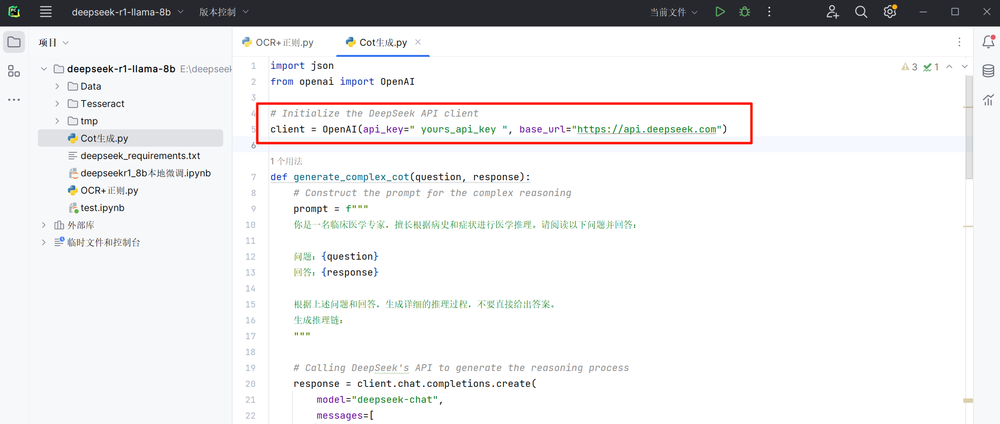 PC
deepseek-r1-llama-8b
版本控制
当前文件
项目
OCR+正则.py
Cot生成.py
deepseek-r1-llama-8b E:\deepseek
Data
Tesseract
tmp
Cot生成.py
deepseek_requirements.txt
deepseekr1_8b本地微调.ipynb
OCR+正则.py
test.ipynb
外部库
临时文件和控制台
3 1
1 import json
2 from openai import OpenAI
3
4 # Initialize the DeepSeek API client
5 client = OpenAI(api_key=" yours_api_key ", base_url="https://api.deepseek.com")
6
1 个用法
7 def generate_complex_cot(question, response):
8 # Construct the prompt for the complex reasoning
9 prompt = f"""
10 你是一名临床医学专家，擅长根据病史和症状进行医学推理。请阅读以下问题并回答：
11
12 问题：{question}
13 回答：{response}
14
15 根据上述问题和回答，生成详细的推理过程，不要直接给出答案。
16 生成推理链：
17 """
18
19 # Calling DeepSeek's API to generate the reasoning process
20 response = client.chat.completions.create(
21 model="deepseek-chat",
22 messages=[